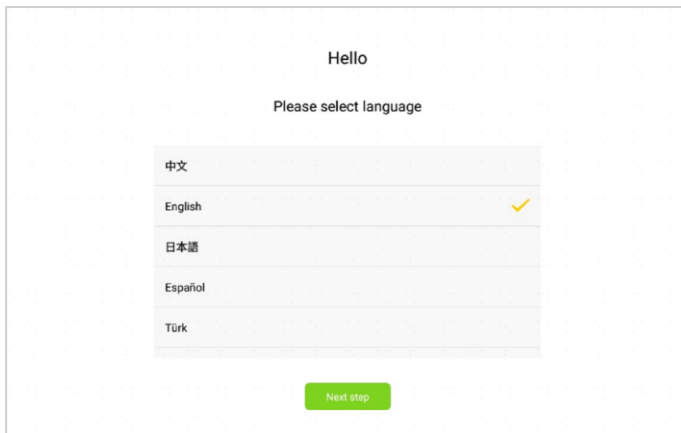 Hello
Please select language
中文
English
日本語
Español
Türk
Next step